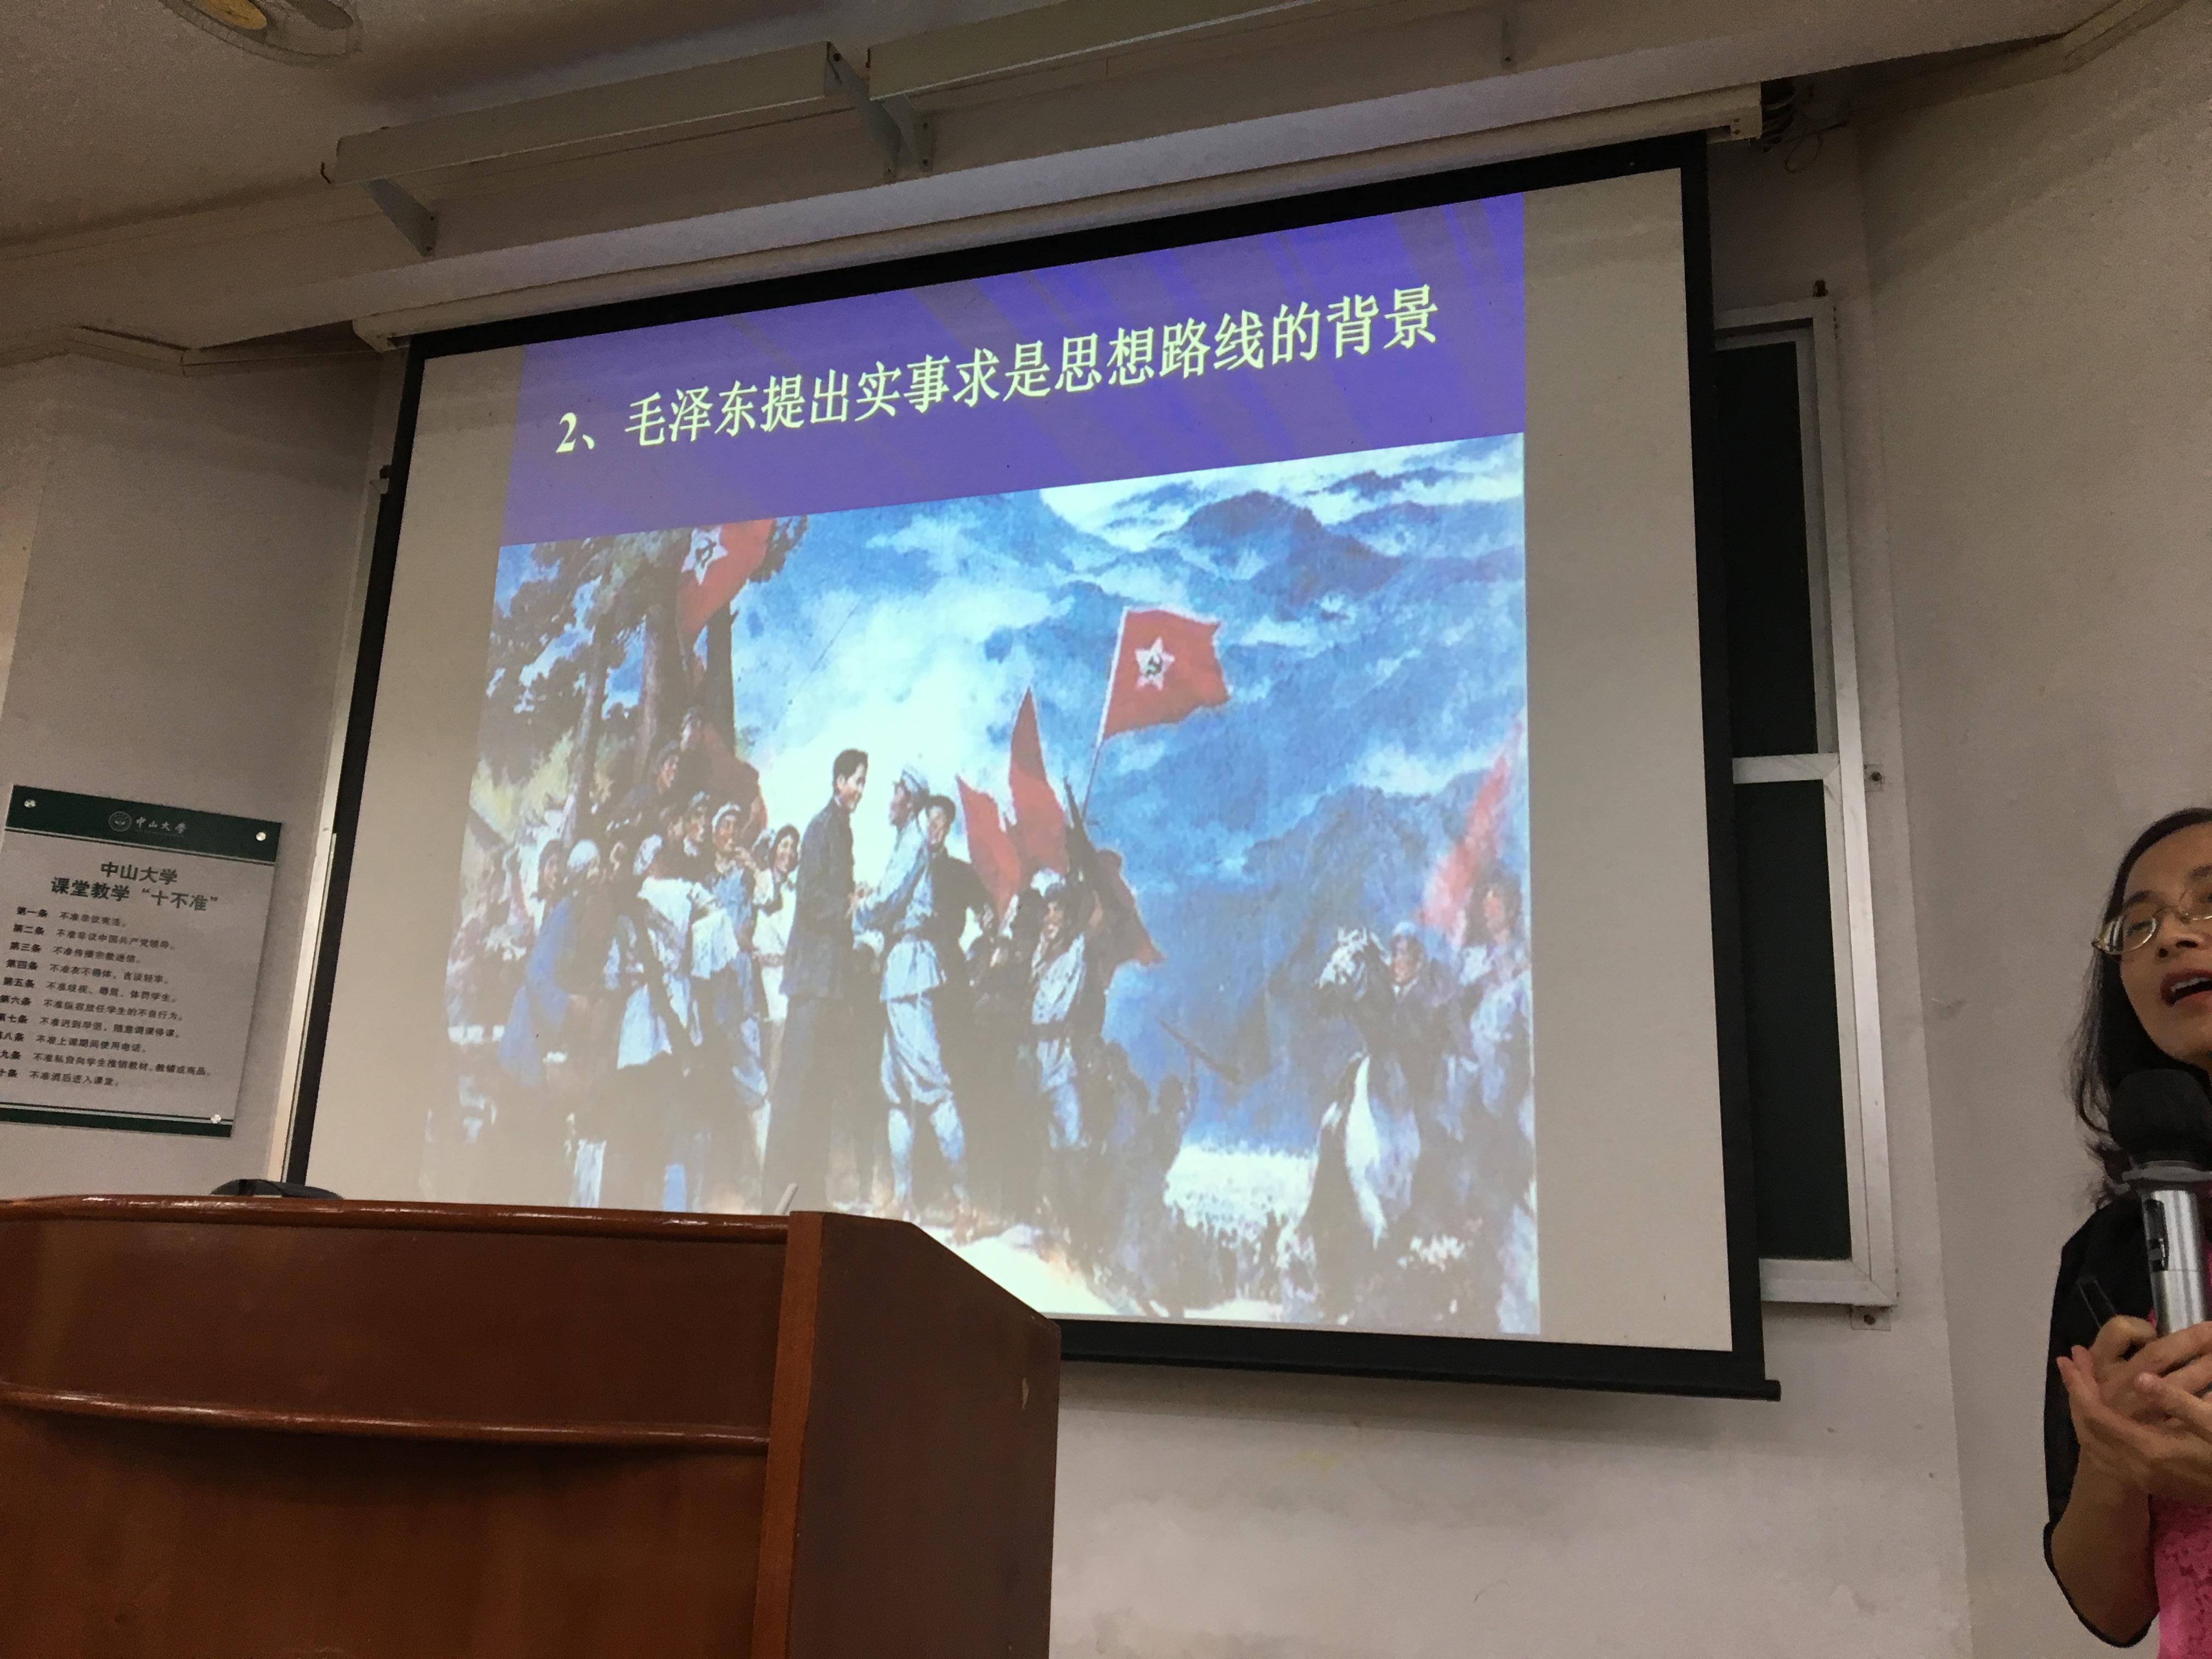 2、毛泽东提出实事求是思想路线的背景
中山大学
中山大学
课堂教学“十不准”
第一条 不准非议宪法。
第二条 不准非议中国共产党领导。
第三条 不准传播宗教迷信。
第四条 不准衣不得体，言谈轻率。
第五条 不准歧视、辱骂、体罚学生。
第六条 不准纵容放任学生的不良行为。
第七条 不准迟到早退，随意调课停课。
八条 不准上课期间使用电话。
九条 不准私自向学生推销教材、教辅或商品。
十条 不准酒后进入课堂。